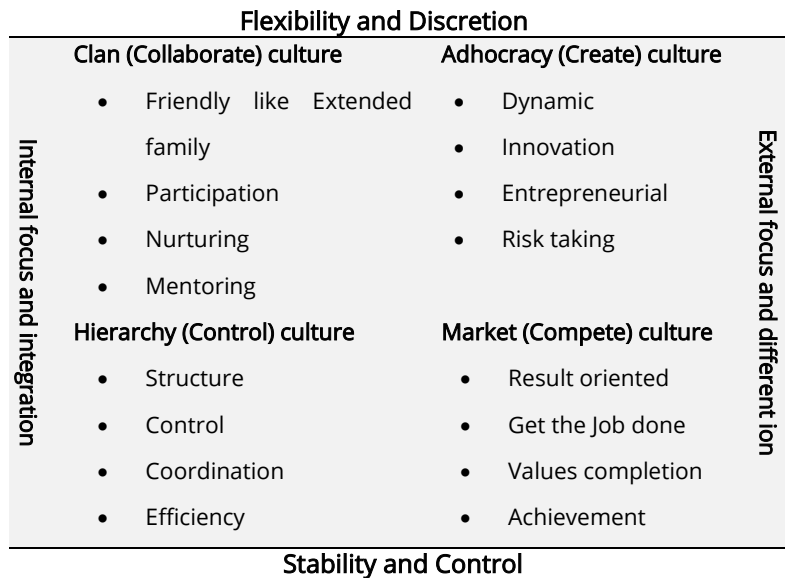 Flexibility and Discretion
Clan (Collaborate) culture
• Friendly like Extended
family
• Participation
• Nurturing
• Mentoring
Adhocracy (Create) culture
• Dynamic
• Innovation
• Entrepreneurial
• Risk taking
Internal focus and integration
External focus and different ion
Hierarchy (Control) culture
• Structure
• Control
• Coordination
• Efficiency
Market (Compete) culture
• Result oriented
• Get the Job done
• Values completion
• Achievement
Stability and Control